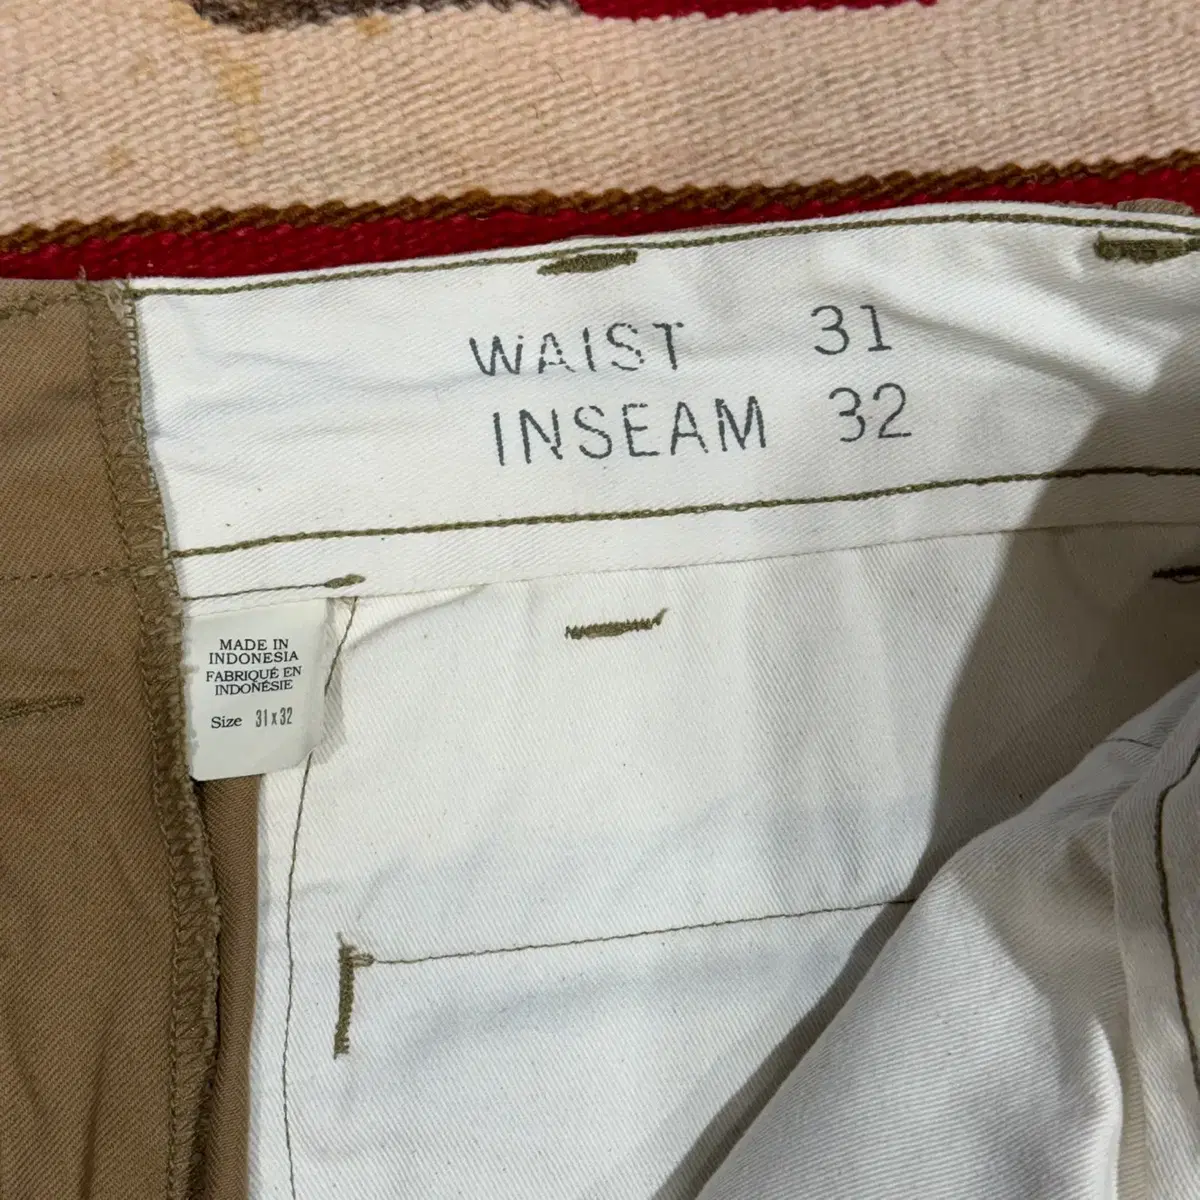 WAIST 31
INSEAM 32
MADE IN
INDONESIA
FABRIQUÉ EN
INDONÉSIE
Size 31 x 32